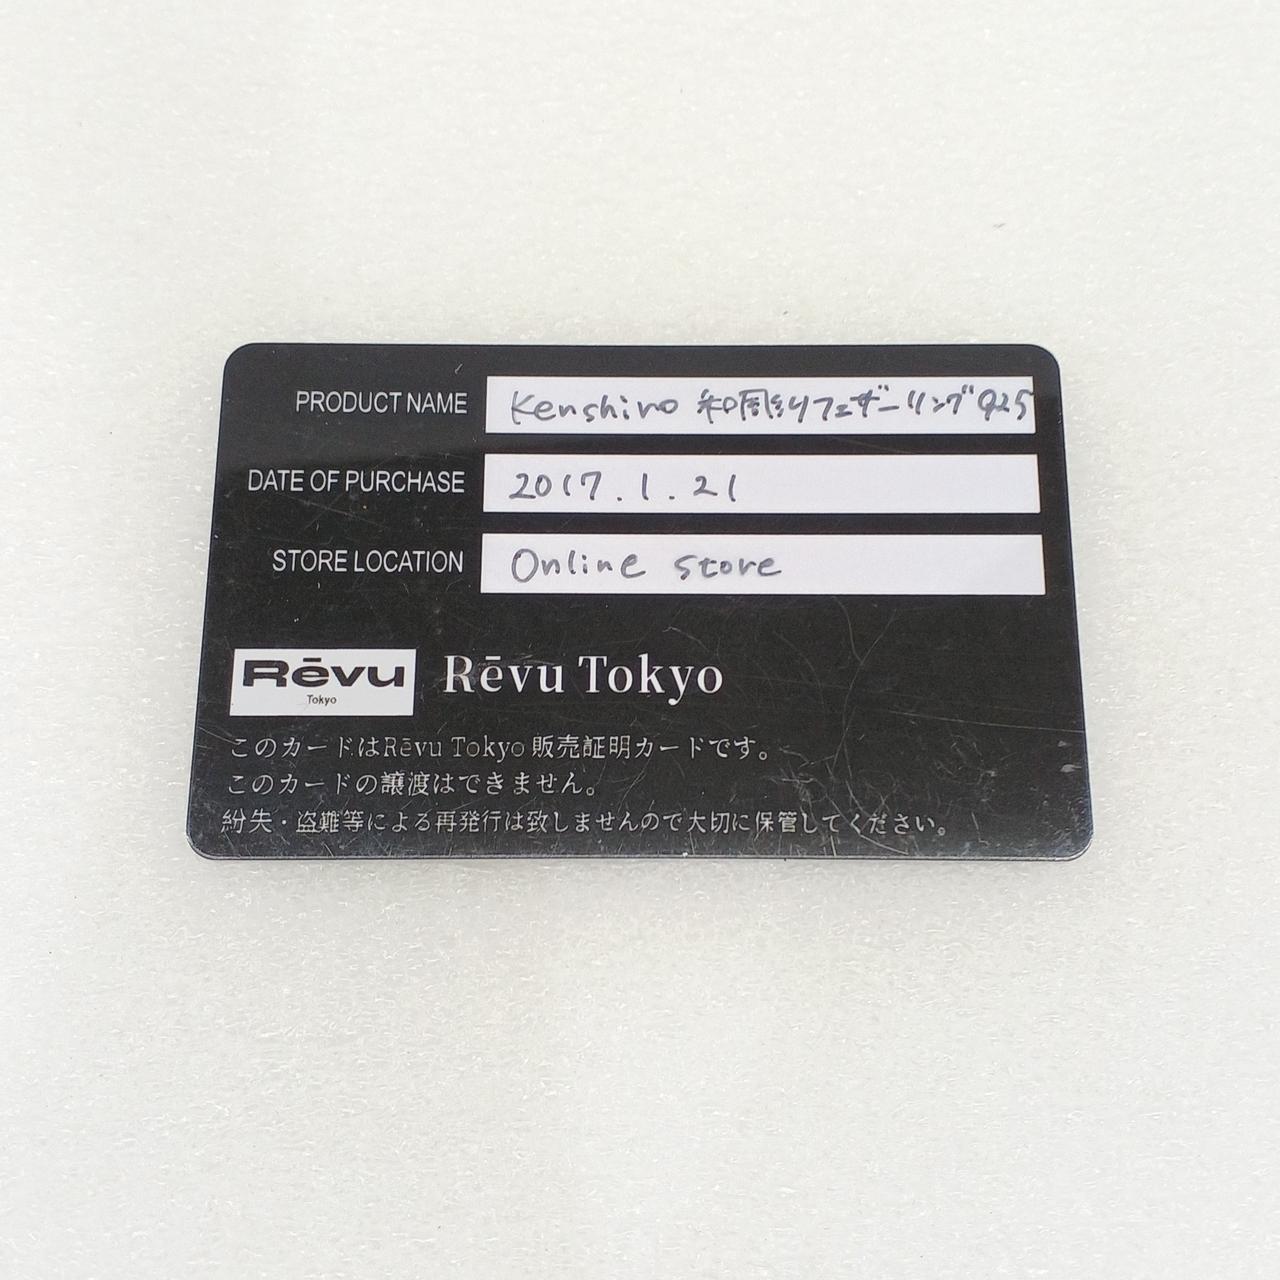 PRODUCT NAME Kenshiro 和周彫りフェザーリング925
DATE OF PURCHASE 2017.1.21
STORE LOCATION Online store
Rēvu Tokyo
Rēvu Tokyo
このカードはRēvu Tokyo 販売証明カードです。
このカードの譲渡はできません。
紛失・盗難等による再発行は致しませんので大切に保管してください。